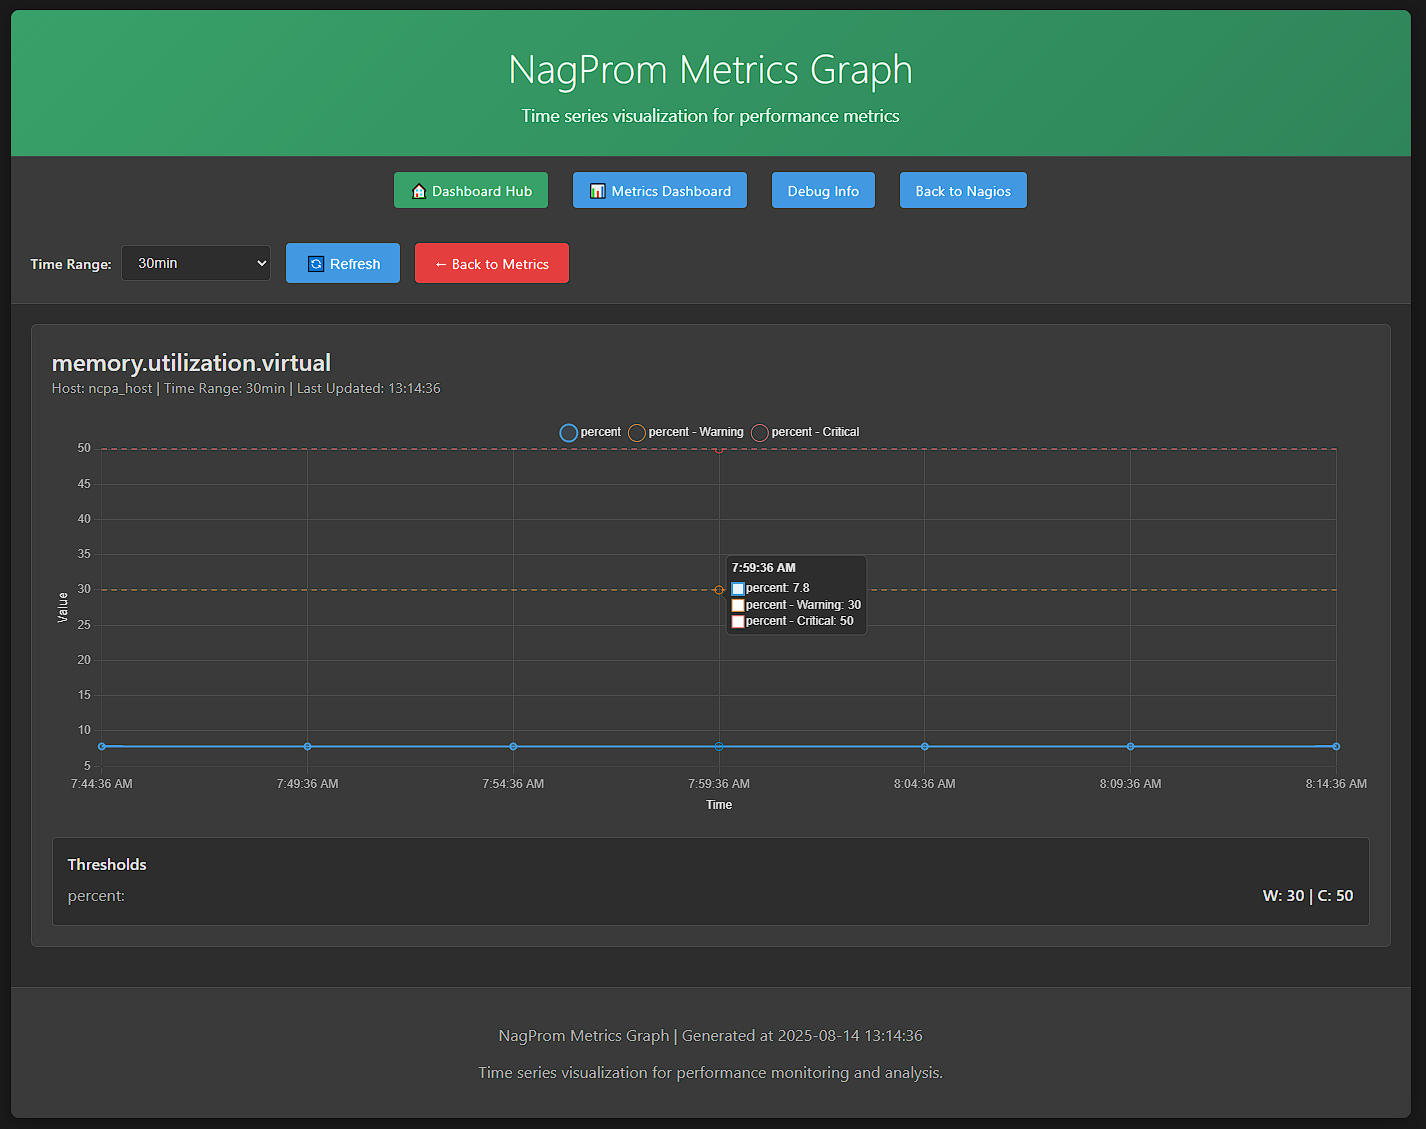 NagProm Metrics Graph
Time series visualization for performance metrics
Dashboard Hub
Metrics Dashboard
Debug Info
Back to Nagios
Time Range:
30min
Refresh
← Back to Metrics
memory.utilization.virtual
Host: ncpa_host | Time Range: 30min | Last Updated: 13:14:36
percent
percent - Warning
percent - Critical
50
45
40
35
30
25
20
15
10
5
Value
7:59:36 AM
percent: 7.8
percent - Warning: 30
percent - Critical: 50
7:44:36 AM
7:49:36 AM
7:54:36 AM
7:59:36 AM
8:04:36 AM
8:09:36 AM
8:14:36 AM
Time
Thresholds
percent:
W: 30 | C: 50
NagProm Metrics Graph | Generated at 2025-08-14 13:14:36
Time series visualization for performance monitoring and analysis.